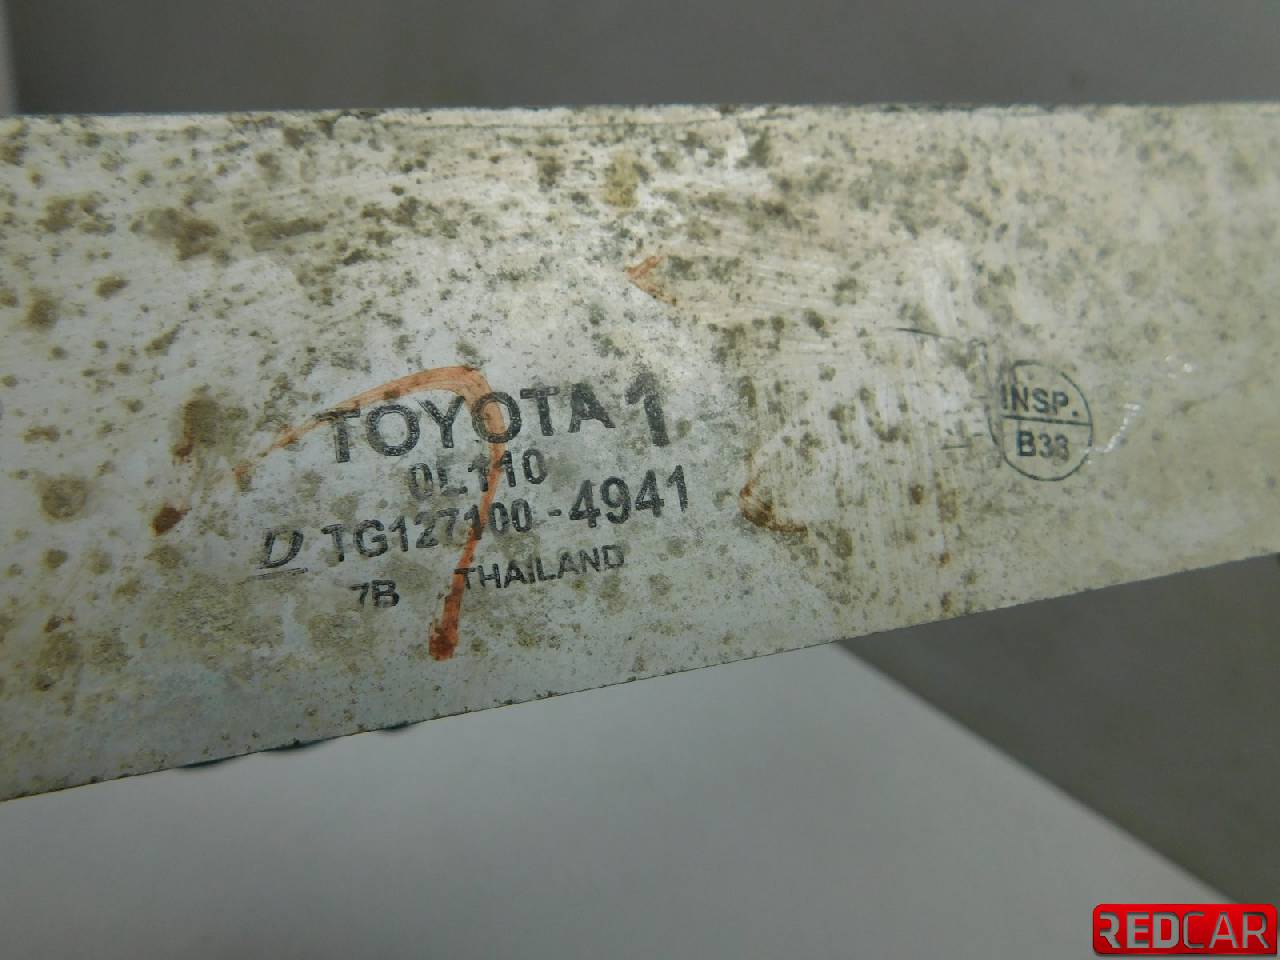 TOYOTA 1
0L110
D TG127100-4941
7B THAILAND
INSP.
B38
REDCAR